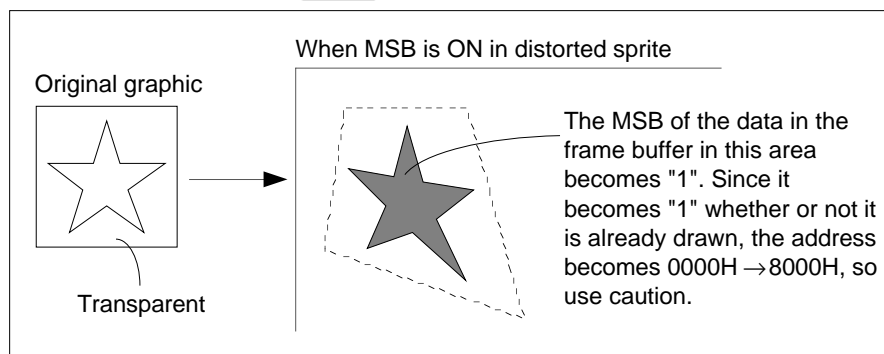 When MSB is ON in distorted sprite
Original graphic
Transparent
The MSB of the data in the
frame buffer in this area
becomes "1". Since it
becomes "1" whether or not it
is already drawn, the address
becomes 0000H →8000H, so
use caution.